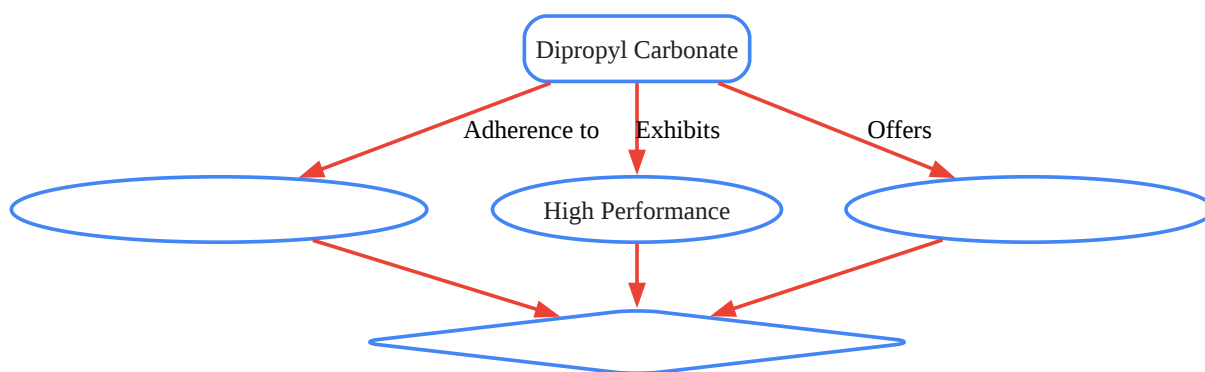 Dipropyl Carbonate
Adherence to
Exhibits
Offers
High Performance